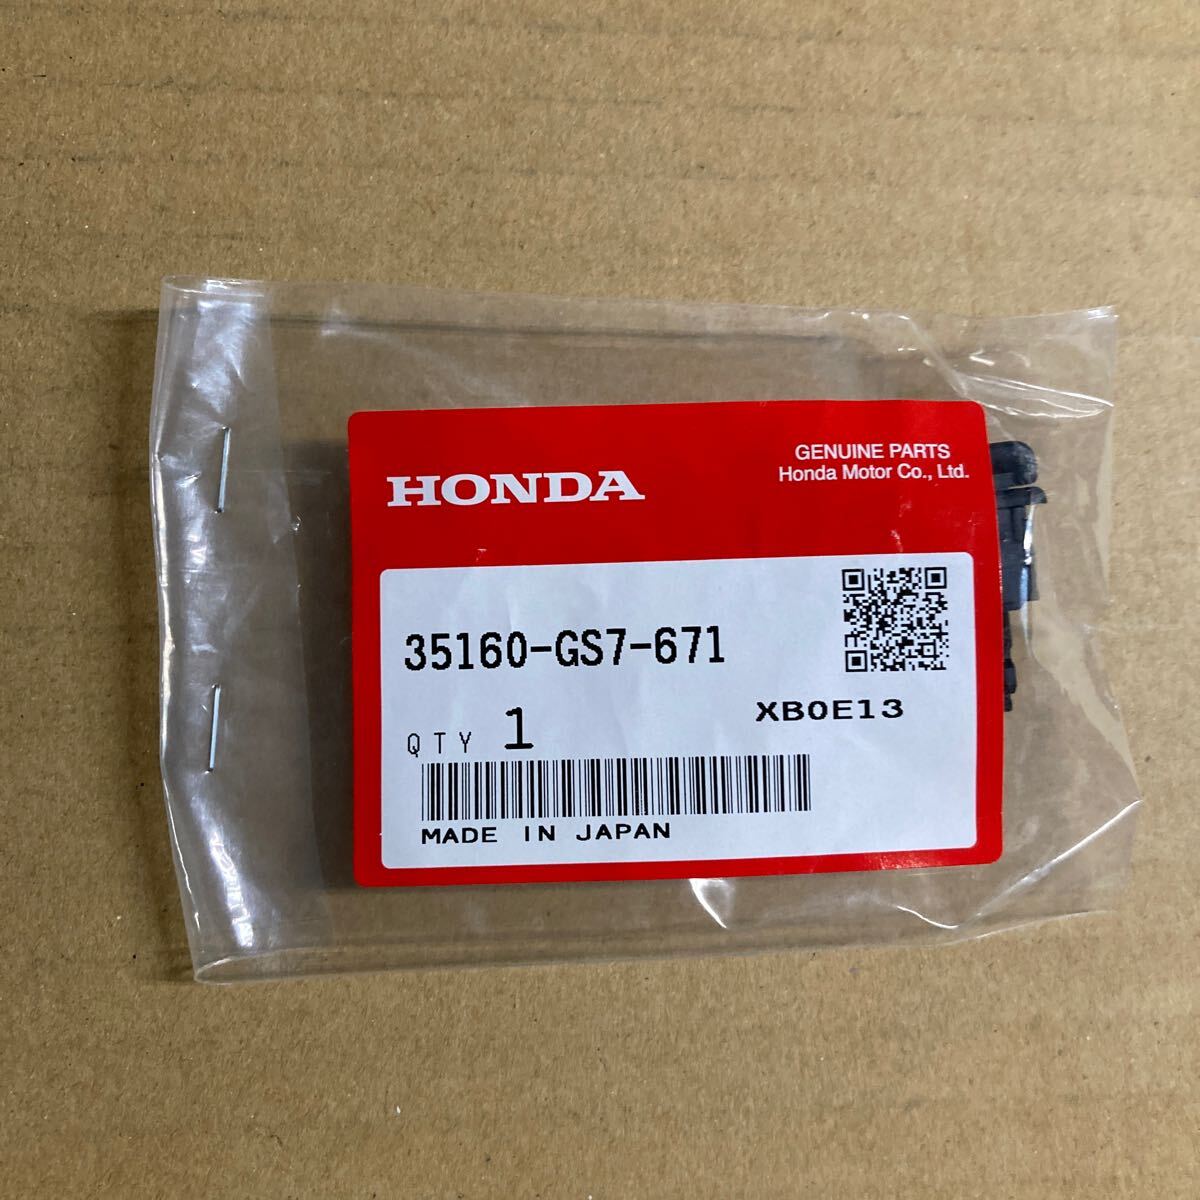 HONDA
GENUINE PARTS
Honda Motor Co., Ltd.
35160-GS7-671
XB0E13
QTY 1
MADE IN JAPAN